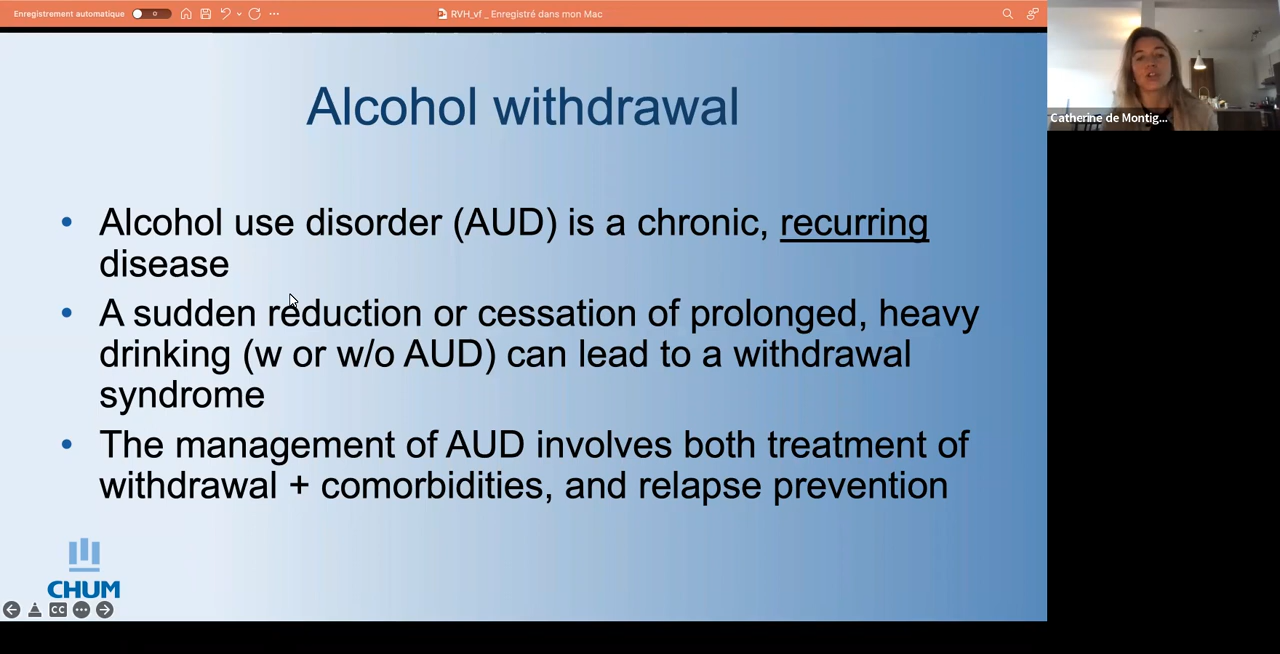 Enregistrement automatique
RVH_vf _ Enregistré dans mon Mac
Catherine de Montig...
Alcohol withdrawal
• Alcohol use disorder (AUD) is a chronic, recurring
disease
• A sudden reduction or cessation of prolonged, heavy
drinking (w or w/o AUD) can lead to a withdrawal
syndrome
• The management of AUD involves both treatment of
withdrawal + comorbidities, and relapse prevention
CHUM
CC